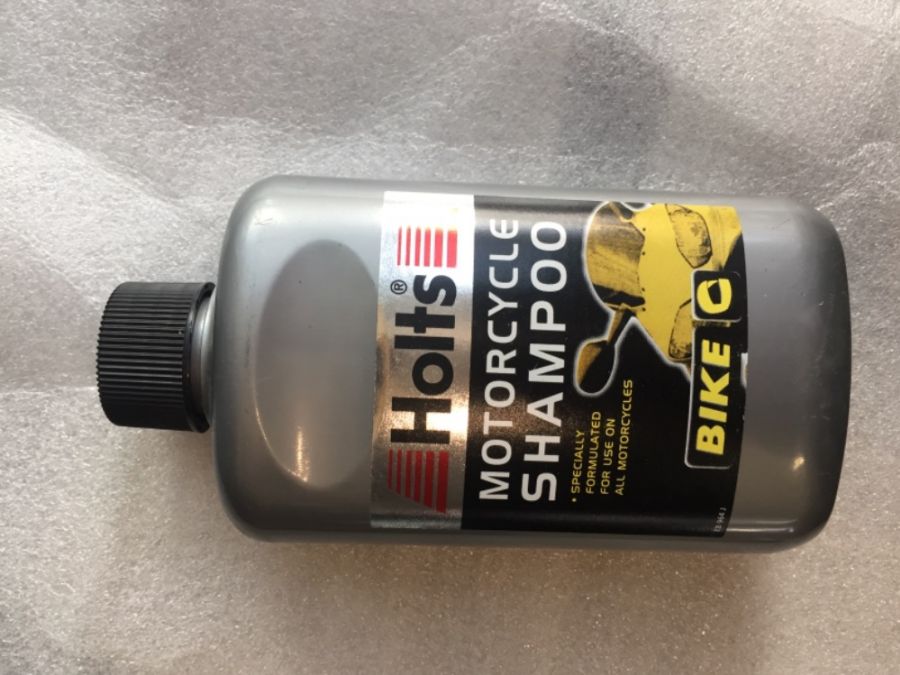 Holts®
MOTORCYCLE
SHAMPOO
• SPECIALLY
FORMULATED
FOR USE ON
ALL MOTORCYCLES
BIKE